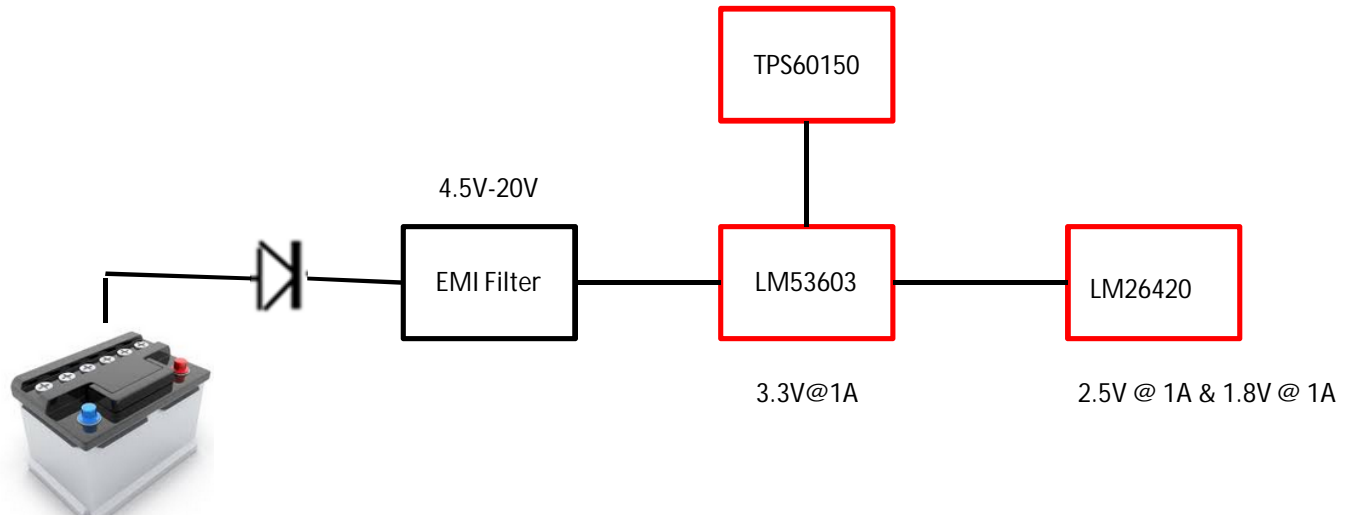 TPS60150
4.5V-20V
EMI Filter
LM53603
LM26420
3.3V@1A
2.5V @ 1A & 1.8V @ 1A